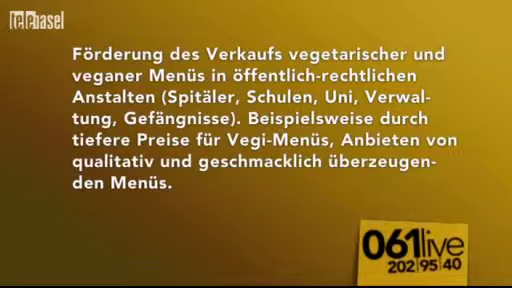 telebasel
Förderung des Verkaufs vegetarischer und
veganer Menüs in öffentlich-rechtlichen
Anstalten (Spitäler, Schulen, Uni, Verwal-
tung, Gefängnisse). Beispielsweise durch
tiefere Preise für Vegi-Menüs, Anbieten von
qualitativ und geschmacklich überzeugen-
den Menüs.
061live
202|95|40